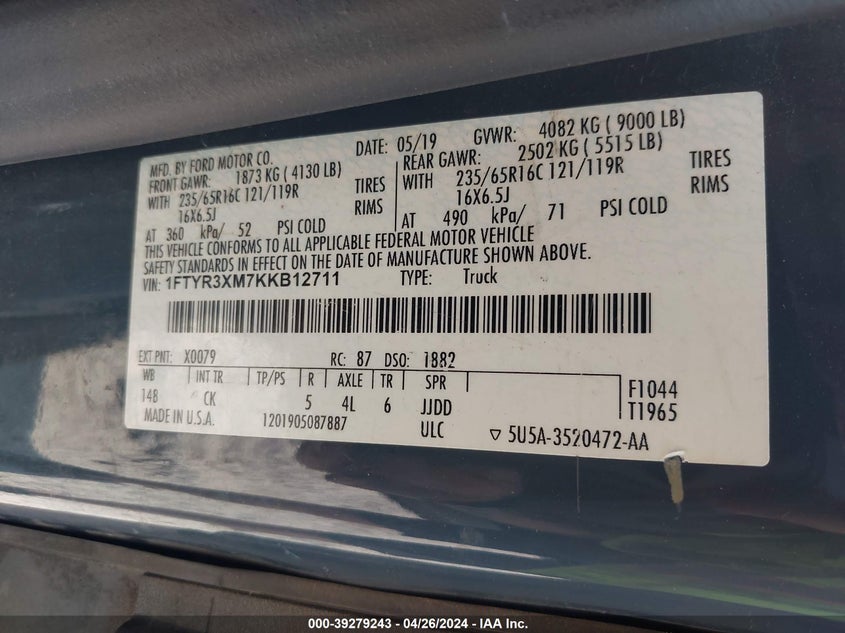 MFD. BY FORD MOTOR CO. DATE: 05/19 GVWR: 4082 KG ( 9000 LB)
FRONT GAWR: 1873 KG ( 4130 LB) REAR GAWR: 2502 KG ( 5515 LB)
WITH 235/65R16C 121/119R TIRES WITH 235/65R16C 121/119R TIRES
16X6.5J RIMS 16X6.5J RIMS
AT 360 kPa/ 52 PSI COLD AT 490 kPa/ 71 PSI COLD
THIS VEHICLE CONFORMS TO ALL APPLICABLE FEDERAL MOTOR VEHICLE
SAFETY STANDARDS IN EFFECT ON THE DATE OF MANUFACTURE SHOWN ABOVE.
VIN: 1FTYR3XM7KKB12711 TYPE: Truck
EXT PNT: X0079 RC: 87 DSO: 1882
WB INT TR TP/PS R AXLE TR SPR
148 CK 5 4L 6 JJDD
F1044
T1965
MADE IN U.S.A. 1201905087887 ULC ▽ 5U5A-3520472-AA
000-39279243 - 04/26/2024 - IAA Inc.